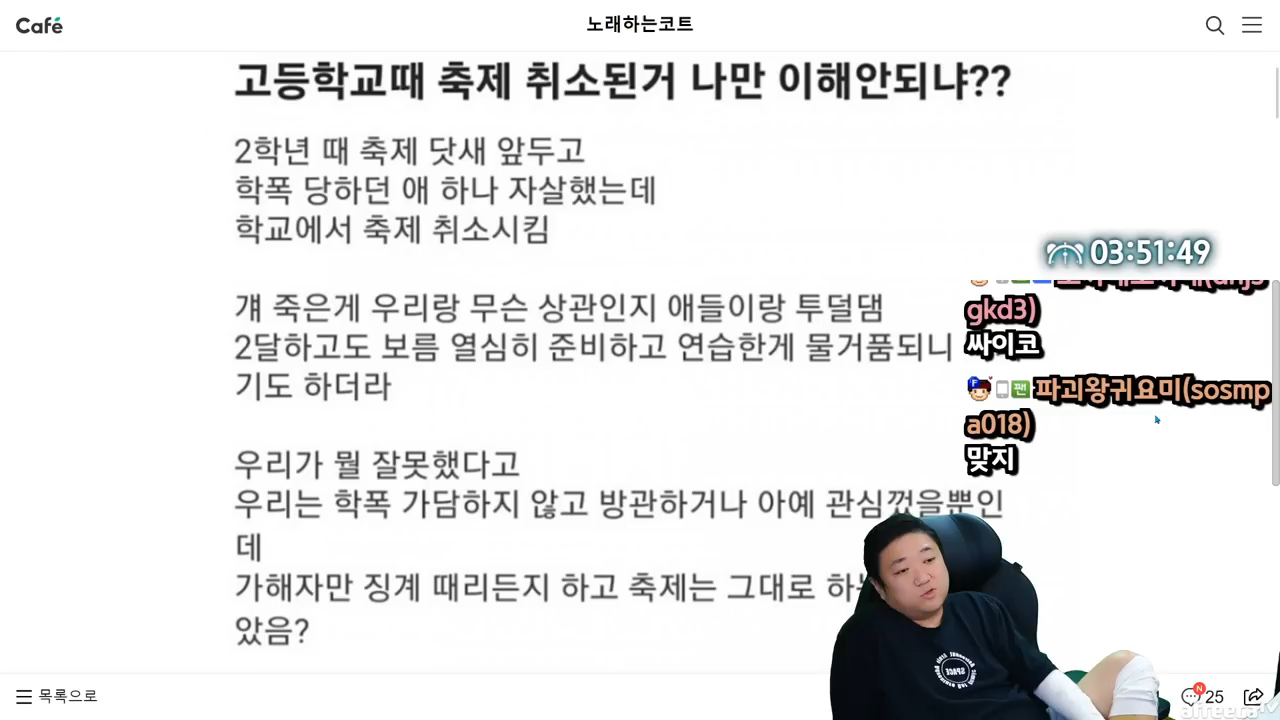 Café
노래하는코트
고등학교때 축제 취소된거 나만 이해안되냐??
2학년 때 축제 닷새 앞두고
학폭 당하던 애 하나 자살했는데
학교에서 축제 취소시킴
걔 죽은게 우리랑 무슨 상관인지 애들이랑 투덜댐
2달하고도 보름 열심히 준비하고 연습한게 물거품되니
기도 하더라
우리가 뭘 잘못했다고
우리는 학폭 가담하지 않고 방관하거나 아예 관심껐을뿐인
데
가해자만 징계 때리든지 하고 축제는 그대로 하
았음?
03:51:49
gkd3)
싸이코
F 팬 파괴왕귀요미(sosmp
a018)
맞지
SPACE
목록으로
N
25
afreecaTV